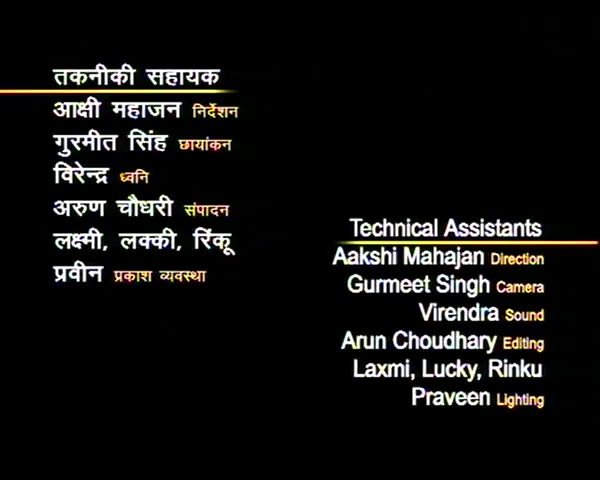 तकनीकी सहायक
आक्षी महाजन निर्देशन
गुरमीत सिंह छायांकन
विरेन्द्र ध्वनि
अरुण चौधरी संपादन
लक्ष्मी, लक्की, रिंकू
प्रवीन प्रकाश व्यवस्था
Technical Assistants
Aakshi Mahajan Direction
Gurmeet Singh Camera
Virendra Sound
Arun Choudhary Editing
Laxmi, Lucky, Rinku
Praveen Lighting